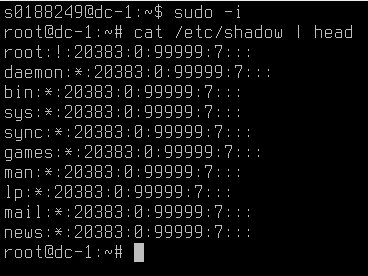 s0188249@dc-1:~$ sudo -i
root@dc-1:~# cat /etc/shadow | head
root:!:20383:0:99999:7:::
daemon:*:20383:0:99999:7:::
bin:*:20383:0:99999:7:::
sys:*:20383:0:99999:7:::
sync:*:20383:0:99999:7:::
games:*:20383:0:99999:7:::
man:*:20383:0:99999:7:::
lp:*:20383:0:99999:7:::
mail:*:20383:0:99999:7:::
news:*:20383:0:99999:7:::
root@dc-1:~#